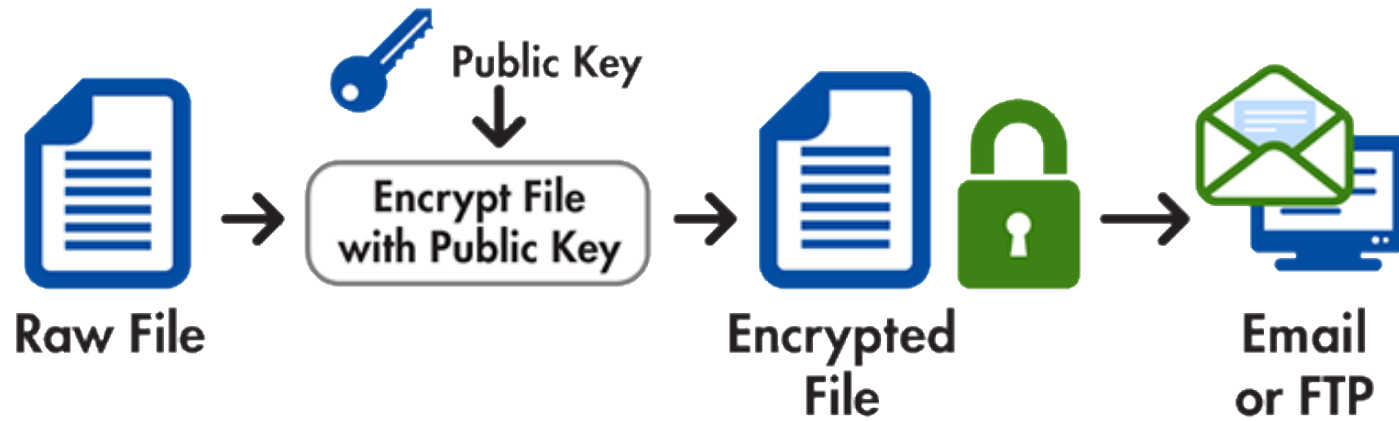 Public Key
Encrypt File
with Public Key
Raw File
Encrypted
File
Email
or FTP